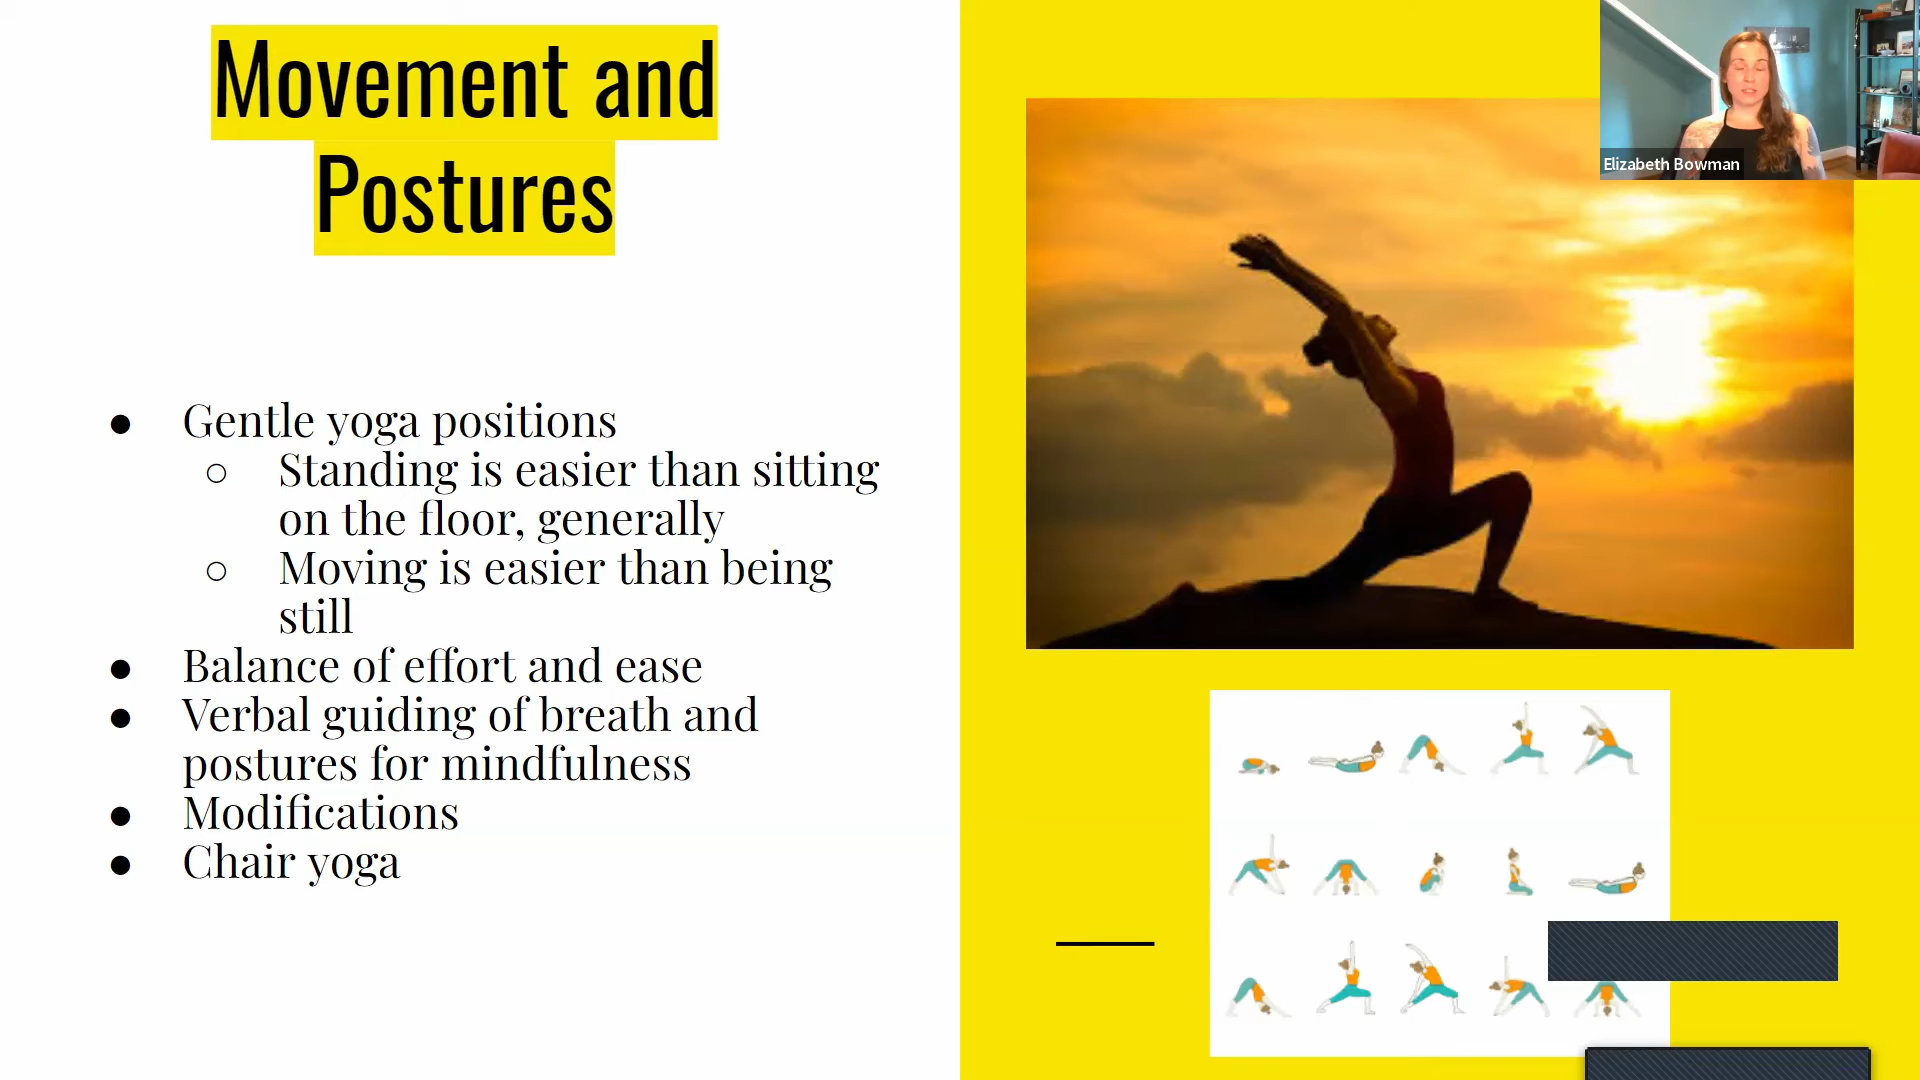 Movement and
Postures
● Gentle yoga positions
○ Standing is easier than sitting
on the floor, generally
○ Moving is easier than being
still
● Balance of effort and ease
● Verbal guiding of breath and
postures for mindfulness
● Modifications
● Chair yoga
Elizabeth Bowman